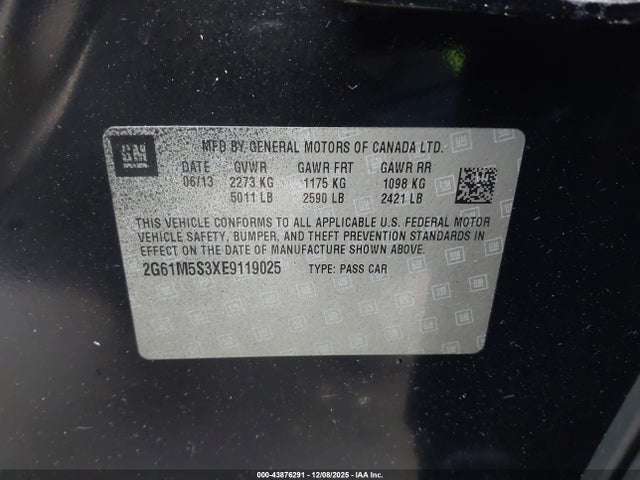 GM
MFD BY GENERAL MOTORS OF CANADA LTD.
DATE GVWR GAWR FRT GAWR RR
06/13 2273 KG 1175 KG 1098 KG
5011 LB 2590 LB 2421 LB
THIS VEHICLE CONFORMS TO ALL APPLICABLE U.S. FEDERAL MOTOR
VEHICLE SAFETY, BUMPER, AND THEFT PREVENTION STANDARDS IN
EFFECT ON THE DATE OF MANUFACTURE SHOWN ABOVE.
2G61M5S3XE9119025 TYPE: PASS CAR
000-43876291 - 12/08/2025 - IAA Inc.